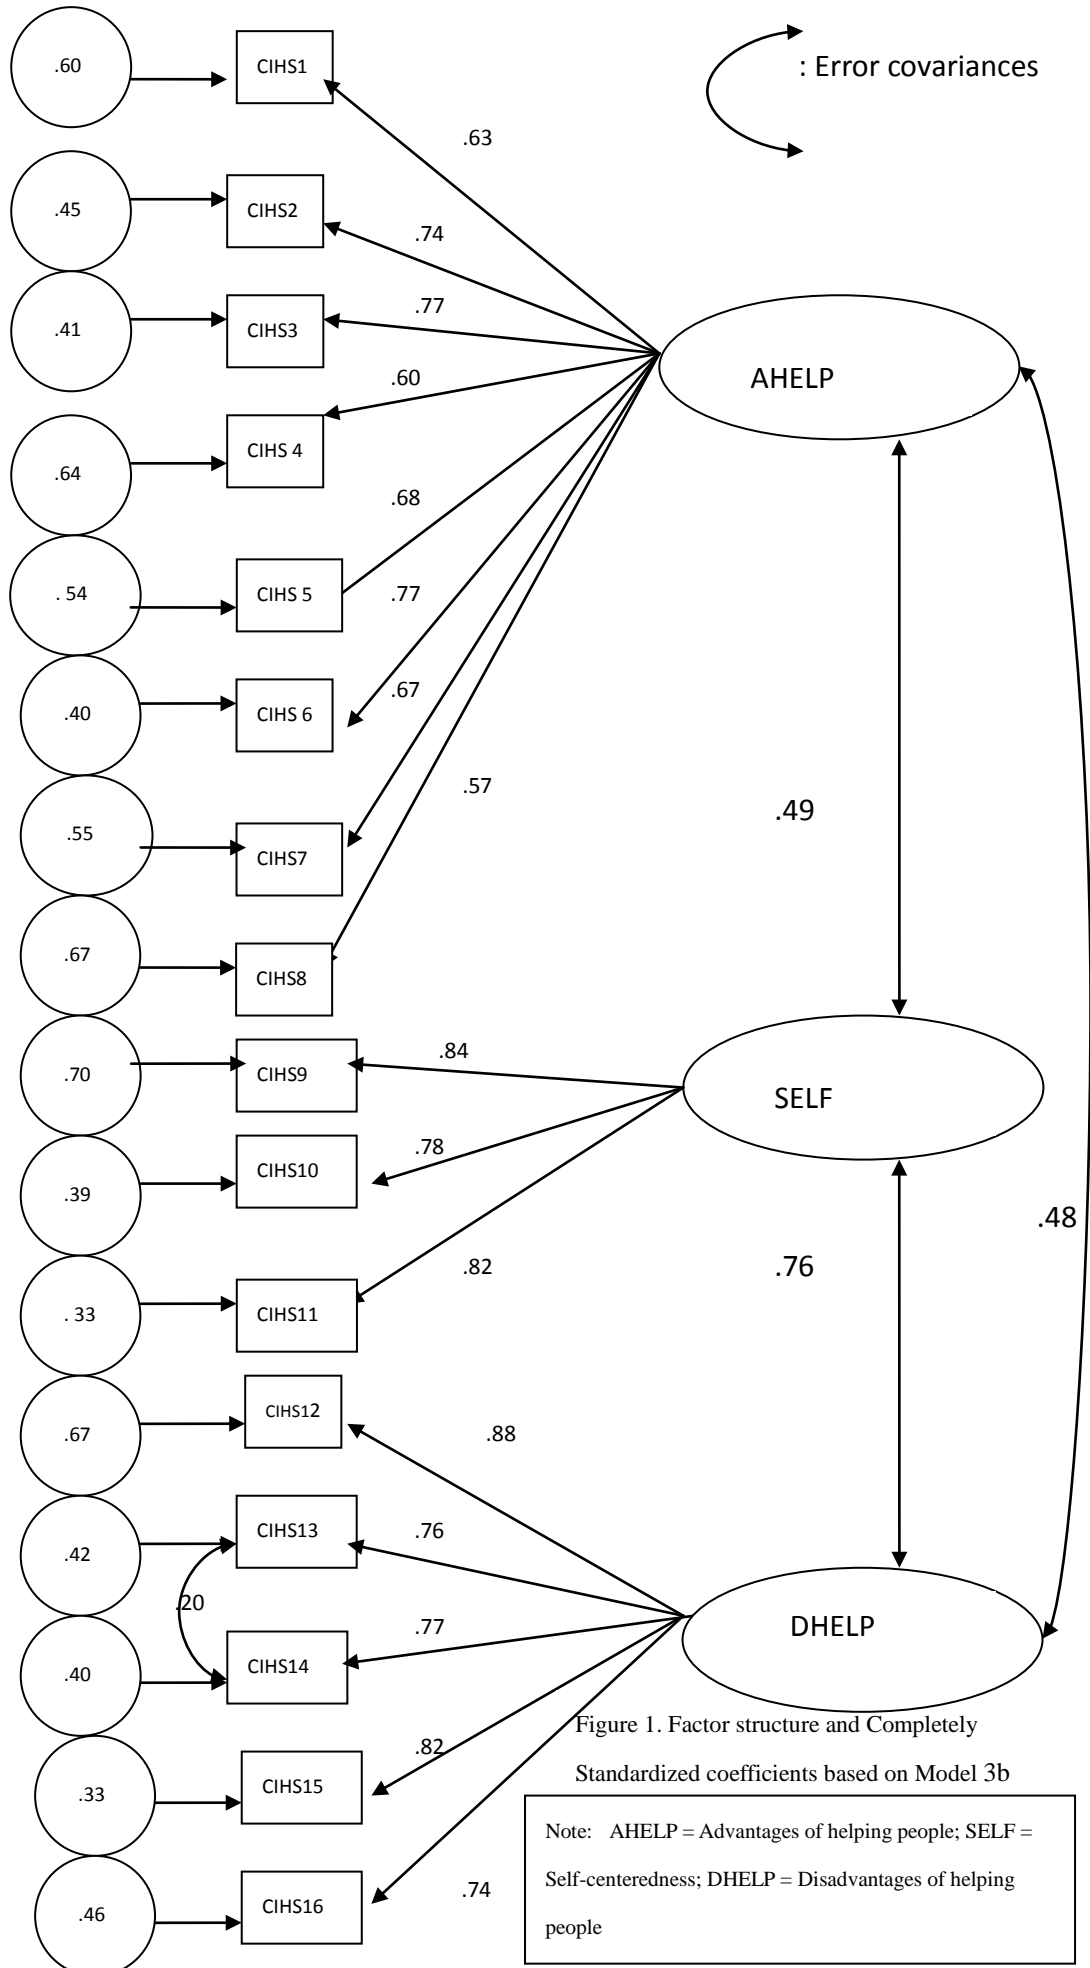 .60
CIHS1
: Error covariances
.63
.45
CIHS2
.74
.41
CIHS3
.77
AHELP
.60
.64
CIHS 4
.68
. 54
CIHS 5
.77
.40
CIHS 6
.67
.57
.55
CIHS7
.49
.67
CIHS8
.70
CIHS9
.84
SELF
.39
CIHS10
.78
.48
. 33
CIHS11
.82
.76
.67
CIHS12
.88
.42
CIHS13
.76
.20
.40
CIHS14
.77
DHELP
Figure 1. Factor structure and Completely
Standardized coefficients based on Model 3b
.33
CIHS15
.82
.46
CIHS16
.74
Note: AHELP = Advantages of helping people; SELF =
Self-centeredness; DHELP = Disadvantages of helping
people